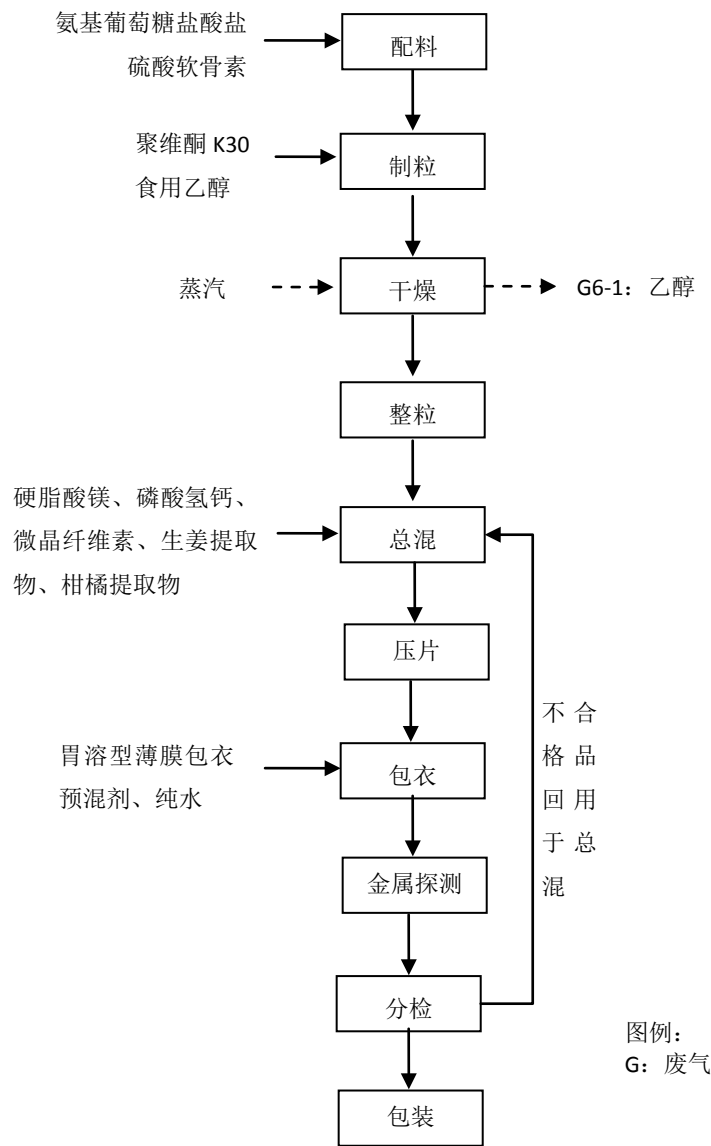 氨基葡萄糖盐酸盐
硫酸软骨素
配料
聚维酮 K30
食用乙醇
制粒
蒸汽
干燥
G6-1：乙醇
整粒
硬脂酸镁、磷酸氢钙、
微晶纤维素、生姜提取
物、柑橘提取物
总混
压片
不合
格品
回用
于总
混
胃溶型薄膜包衣
预混剂、纯水
包衣
金属探测
分检
图例：
G：废气
包装